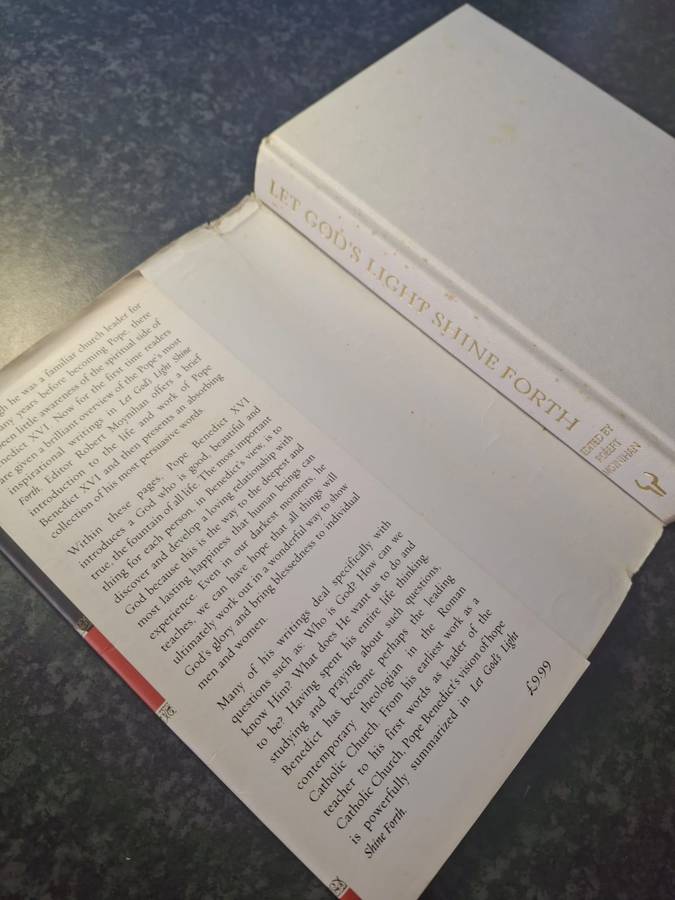 LET GOD'S LIGHT SHINE FORTH
EDITED BY
ROBERT
MOYNIHAN
he was a familiar church leader for
years before becoming Pope, there
been little awareness of the spiritual side of
Benedict XVI. Now for the first time readers
are given a brilliant overview of the Pope's most
inspirational writings in Let God's Light Shine
Forth. Editor Robert Moynihan offers a brief
introduction to the life and work of Pope
Benedict XVI and then presents an absorbing
collection of his most persuasive words.
Within these pages, Pope Benedict XVI
introduces a God who is good, beautiful and
true, the fountain of all life. The most important
thing for each person, in Benedict's view, is to
discover and develop a loving relationship with
God because this is the way to the deepest and
most lasting happiness that human beings can
experience. Even in our darkest moments, he
teaches, we can have hope that all things will
ultimately work out in a wonderful way to show
God's glory and bring blessedness to individual
men and women.
Many of his writings deal specifically with
questions such as: Who is God? How can we
know Him? What does He want us to do and
to be? Having spent his entire life thinking,
studying and praying about such questions,
Benedict has become perhaps the leading
contemporary theologian in the Roman
Catholic Church. From his earliest work as a
teacher to his first words as leader of the
Catholic Church, Pope Benedict's vision of hope
is powerfully summarized in Let God's Light
Shine Forth.
£9.99